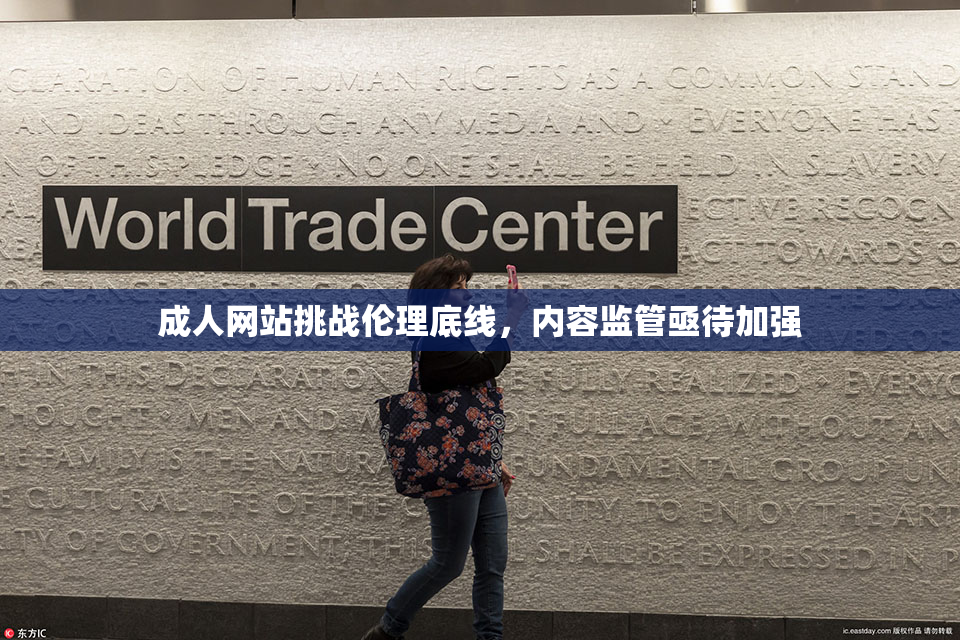 CLARATION OF HUMAN RIGHTS AS A COMMON STAND
AND IDEAS THROUGH ANY MEDIA AND EVERYONE HAS T
N OF THIS PLEDGE NO ONE SHALL BE HELD IN SLAVERY
World Trade Center
ECTIVE RECOGN
ACT TOWARDS O
成人网站挑战伦理底线，内容监管亟待加强
H IN THIS DECLARATION FULLY REALIZED EVERYO
THOUGHT MEN AND OF FULL AGE WITHO
E FAMILY IS THE NATURA FUNDAMENTAL GROUP
E CULTURAL LIFE OF THE UNITY, TO ENJOY THE ART
TY OF GOVERNMENT; THIS SHALL BE EXPRESSED IN P
东方IC
ic.eastday.com 版权作品 请勿转载